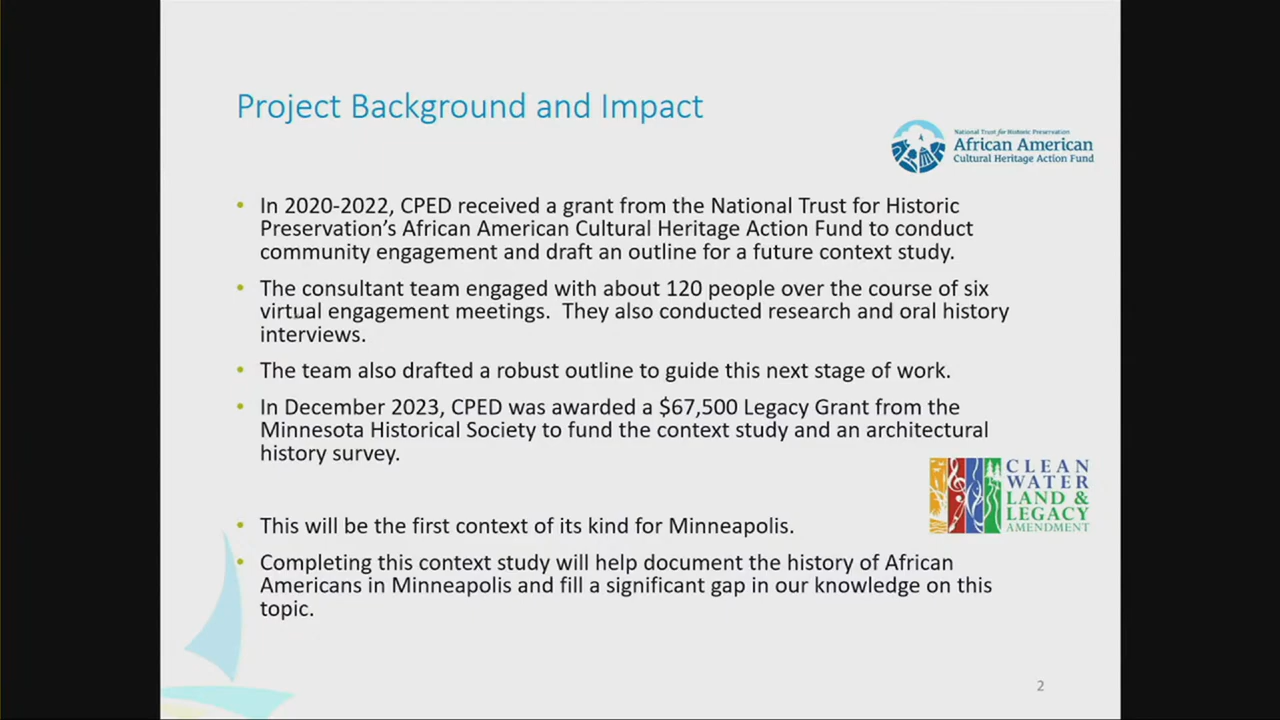 Project Background and Impact
National Trust for Historic Preservation
African American
Cultural Heritage Action Fund
• In 2020-2022, CPED received a grant from the National Trust for Historic
Preservation’s African American Cultural Heritage Action Fund to conduct
community engagement and draft an outline for a future context study.
• The consultant team engaged with about 120 people over the course of six
virtual engagement meetings.  They also conducted research and oral history
interviews.
• The team also drafted a robust outline to guide this next stage of work.
• In December 2023, CPED was awarded a $67,500 Legacy Grant from the
Minnesota Historical Society to fund the context study and an architectural
history survey.
CLEAN
WATER
LAND &
LEGACY
AMENDMENT
• This will be the first context of its kind for Minneapolis.
• Completing this context study will help document the history of African
Americans in Minneapolis and fill a significant gap in our knowledge on this
topic.
2